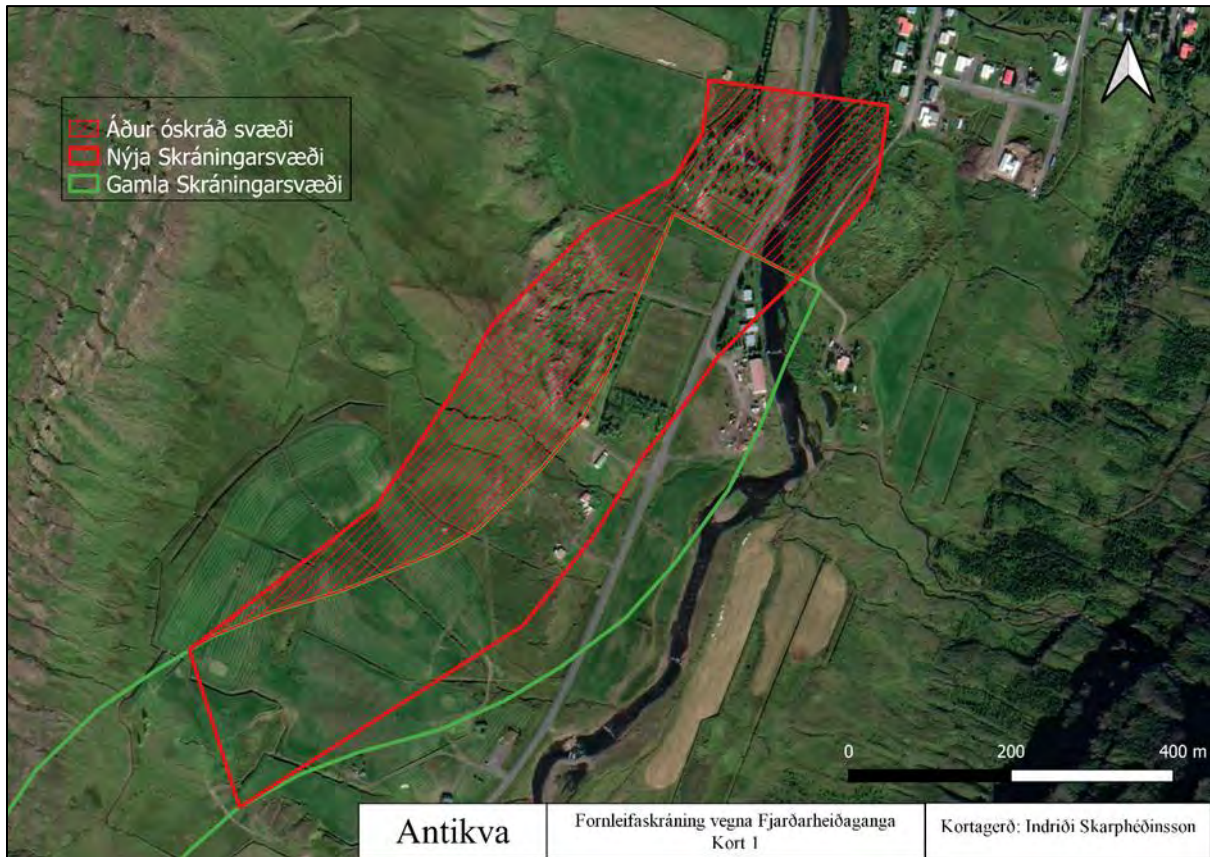 Áður óskráð svæði
Nýja Skráningarsvæði
Gamla Skráningarsvæði
0 200 400 m
Antikva
Fornleifaskráning vegna Fjarðarheiðaganga
Kort 1
Kortagerð: Indriði Skarphéðinsson